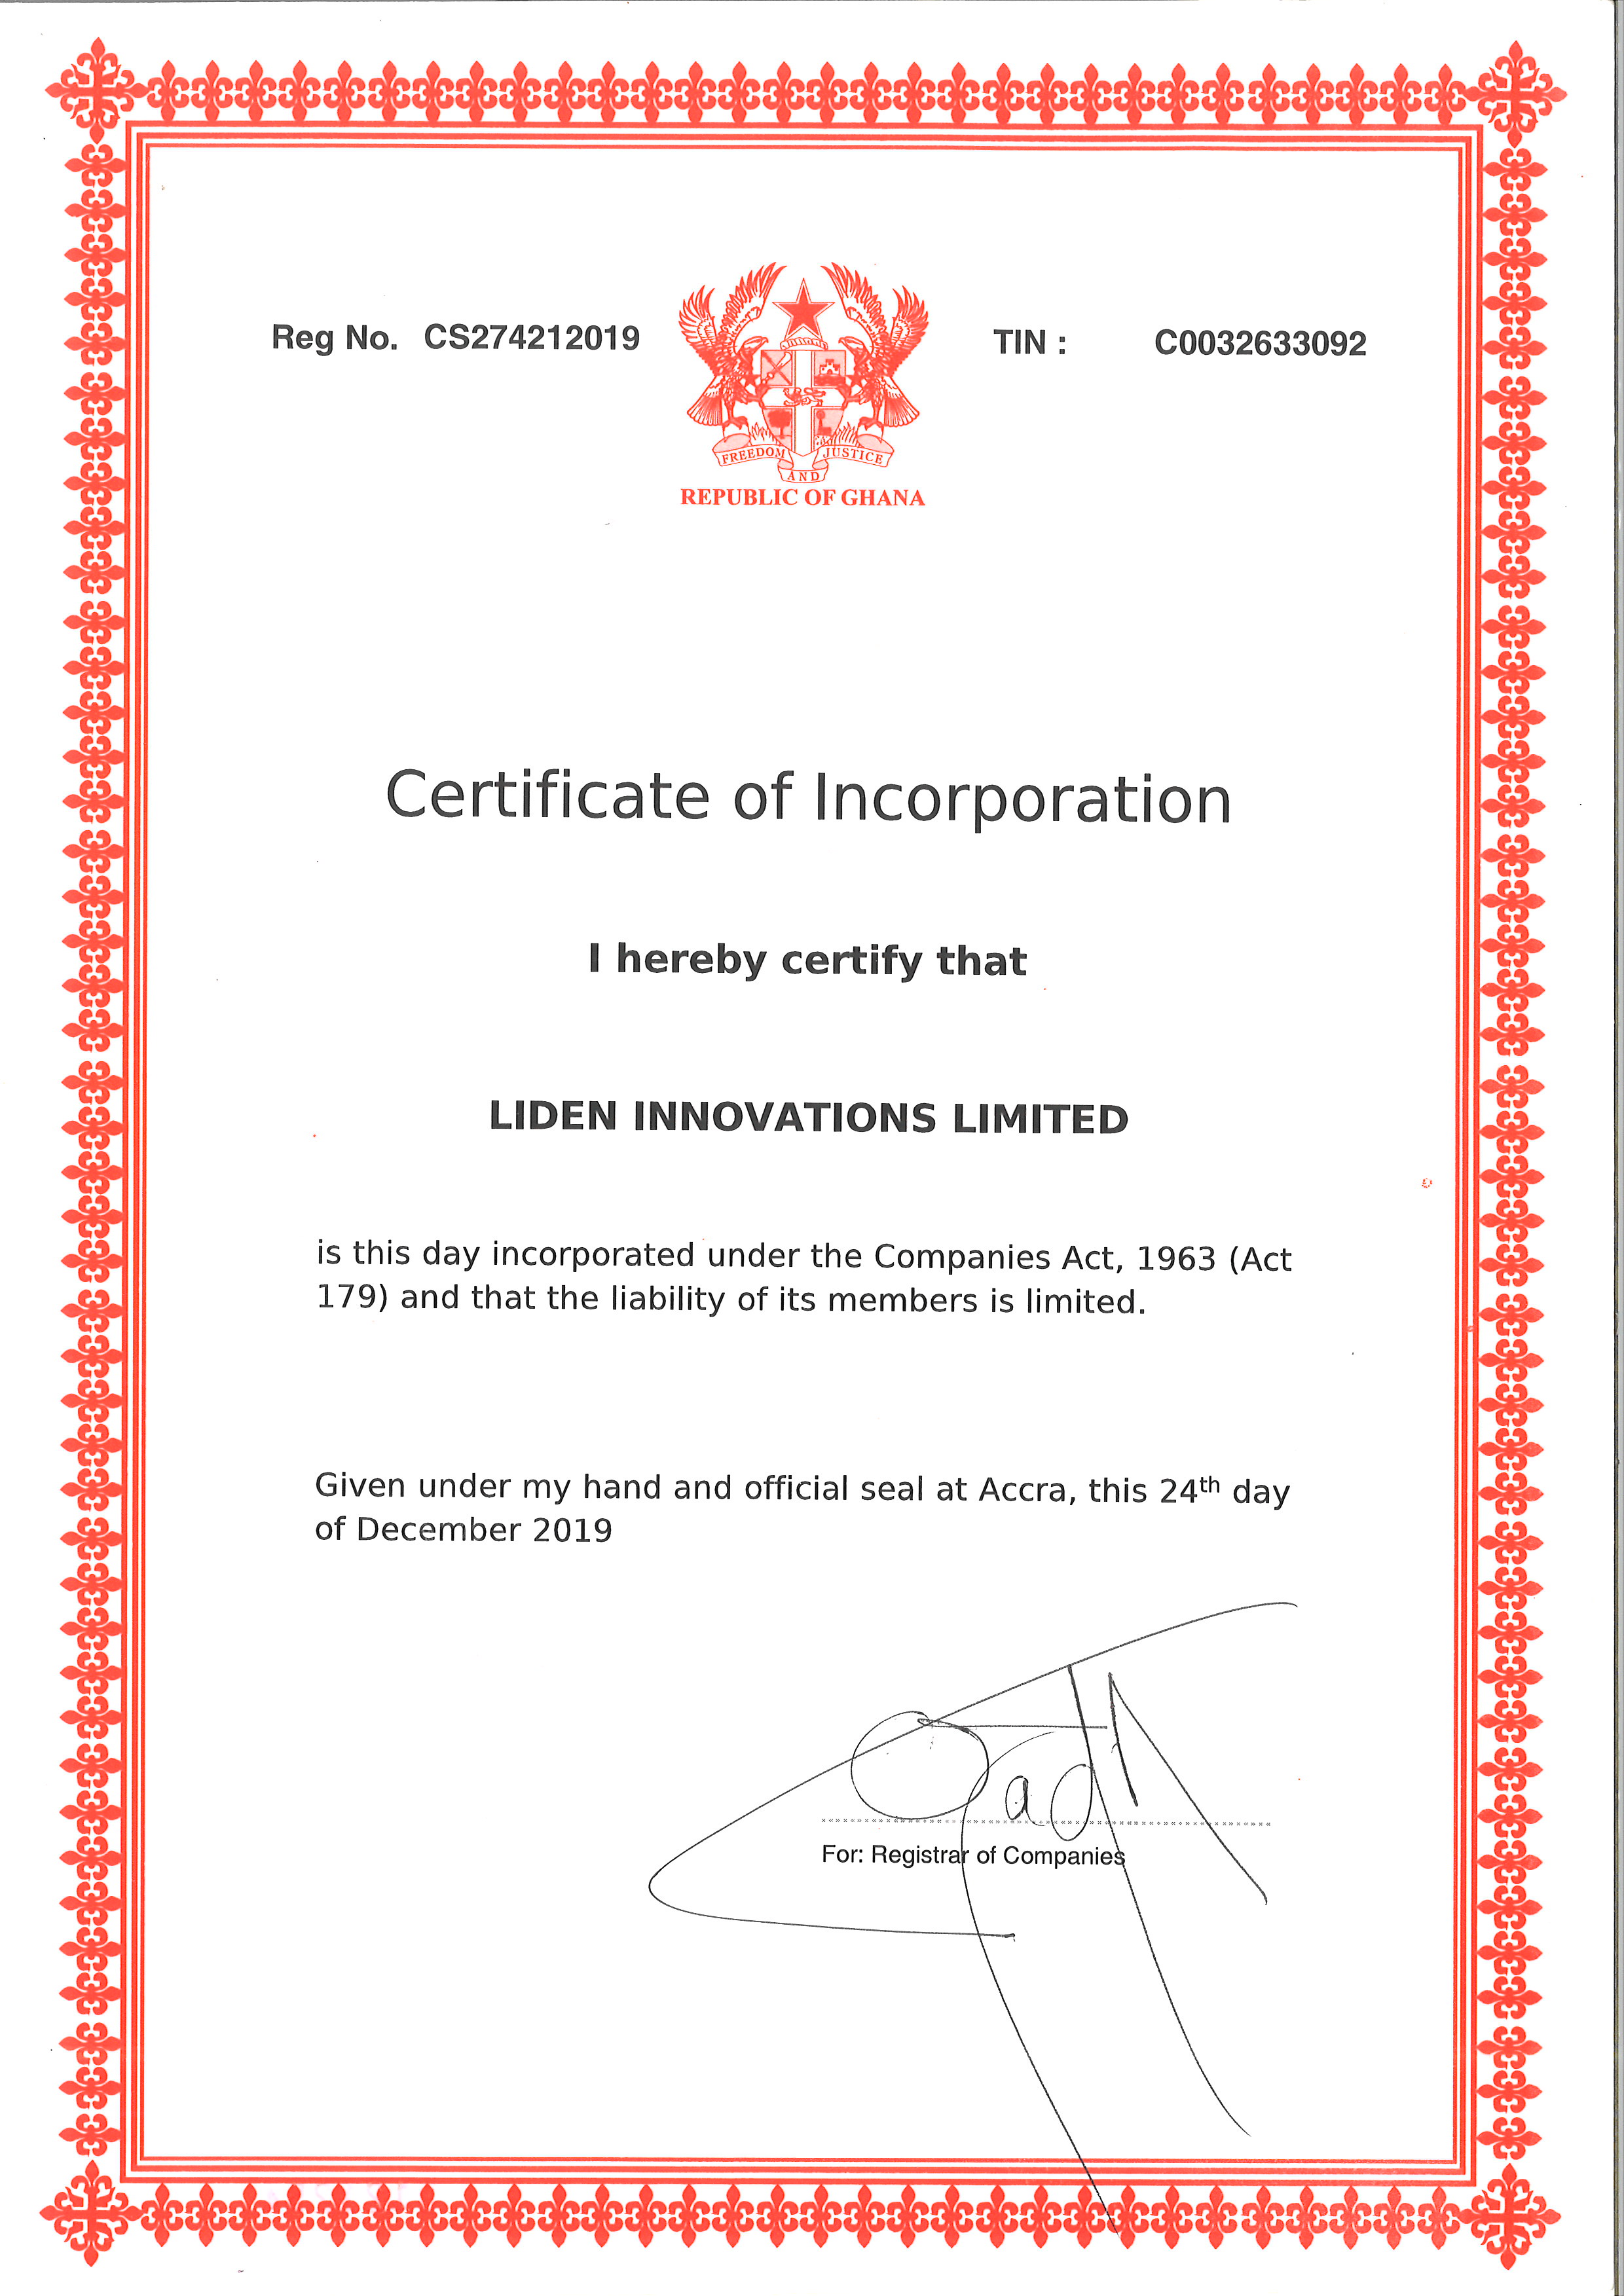 Reg No. CS274212019
TIN : C0032633092
FREEDOM AND JUSTICE
REPUBLIC OF GHANA
Certificate of Incorporation
I hereby certify that
LIDEN INNOVATIONS LIMITED
is this day incorporated under the Companies Act, 1963 (Act
179) and that the liability of its members is limited.
Given under my hand and official seal at Accra, this 24th day
of December 2019
For: Registrar of Companies